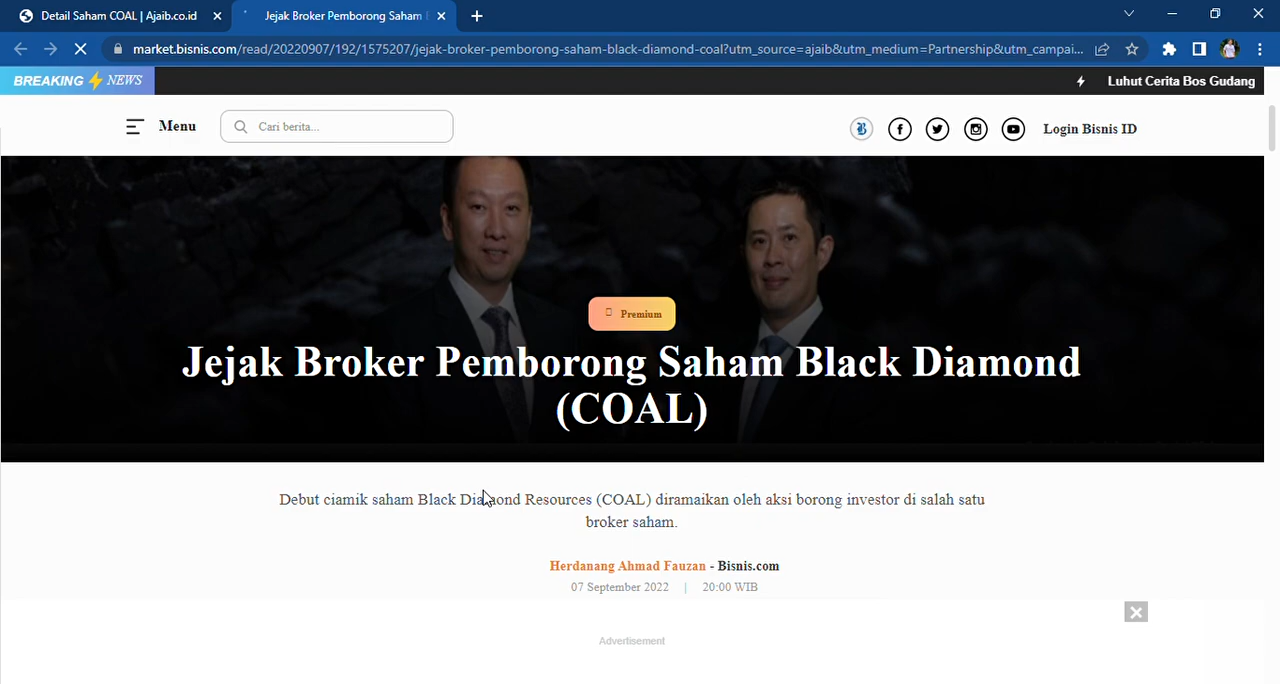 Detail Saham COAL | Ajaib.co.id
Jejak Broker Pemborong Saham
market.bisnis.com/read/20220907/192/1575207/jejak-broker-pemborong-saham-black-diamond-coal?utm_source=ajaib&utm_medium=Partnership&utm_campai...
BREAKING NEWS
Luhut Cerita Bos Gudang
Menu
Cari berita...
Login Bisnis ID
Premium
Jejak Broker Pemborong Saham Black Diamond
(COAL)
Debut ciamik saham Black Diamond Resources (COAL) diramaikan oleh aksi borong investor di salah satu
broker saham.
Herdanang Ahmad Fauzan - Bisnis.com
07 September 2022 | 20:00 WIB
Advertisement